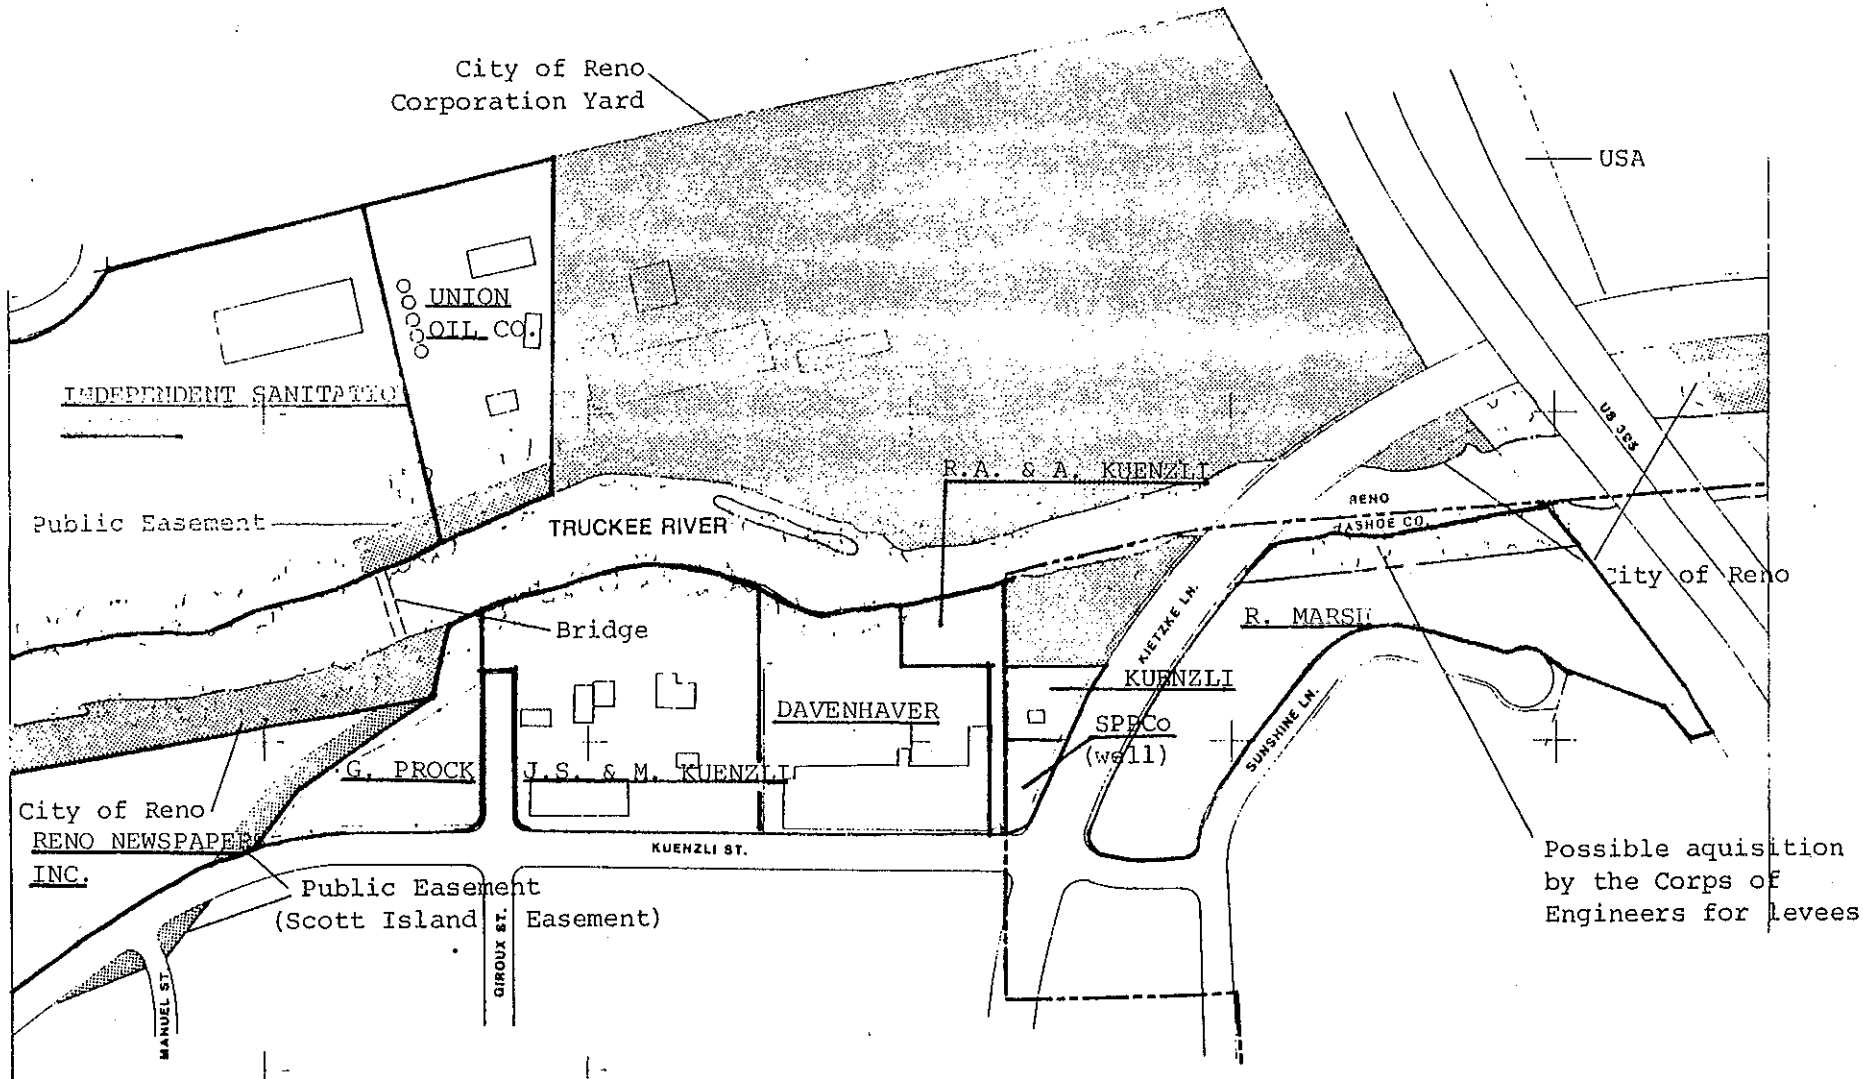 City of Reno
Corporation Yard
USA
UNION
OIL CO.
INDEPENDENT SANITATIO
US 395
R.A. & A. KUENZLI
RENO
WASHOE CO.
Public Easement
TRUCKEE RIVER
City of Reno
Bridge
KIETZKE LN.
R. MARSH
KUENZLI
DAVENHAVER
SPPCo
(well)
SUNSHINE LN.
G. PROCK
J.S. & M. KUENZLI
City of Reno
RENO NEWSPAPERS
INC.
KUENZLI ST.
Possible aquisition
by the Corps of
Engineers for levees
Public Easement
(Scott Island Easement)
GIROUX ST.
MANUEL ST